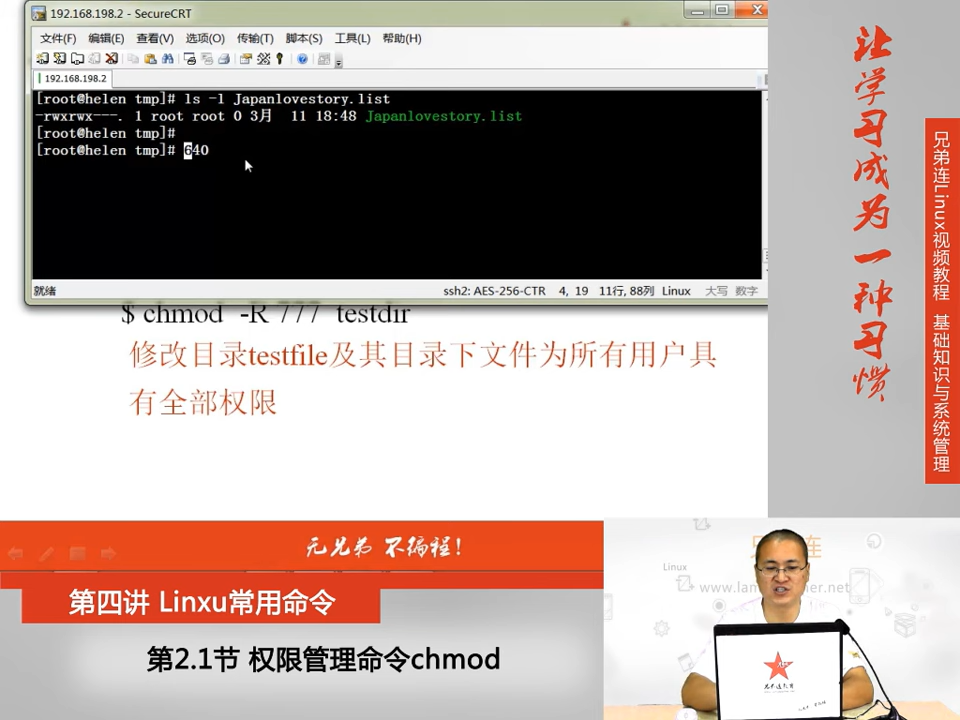 192.168.198.2 - SecureCRT
文件(F) 编辑(E) 查看(V) 选项(O) 传输(T) 脚本(S) 工具(L) 帮助(H)
192.168.198.2
[root@helen tmp]# ls -l Japanlovestory.list
-rwxrwx---. 1 root root 0 3月 11 18:48 Japanlovestory.list
[root@helen tmp]#
[root@helen tmp]# 640
就绪 ssh2: AES-256-CTR 4, 19 11行, 88列 Linux 大写 数字
$ chmod -R 777 testdir
修改目录testfile及其目录下文件为所有用户具
有全部权限
让学习成为一种习惯
兄弟连Linux视频教程 基础知识与系统管理
无兄弟 不编程!
第四讲 Linxu常用命令
第2.1节 权限管理命令chmod
Linux